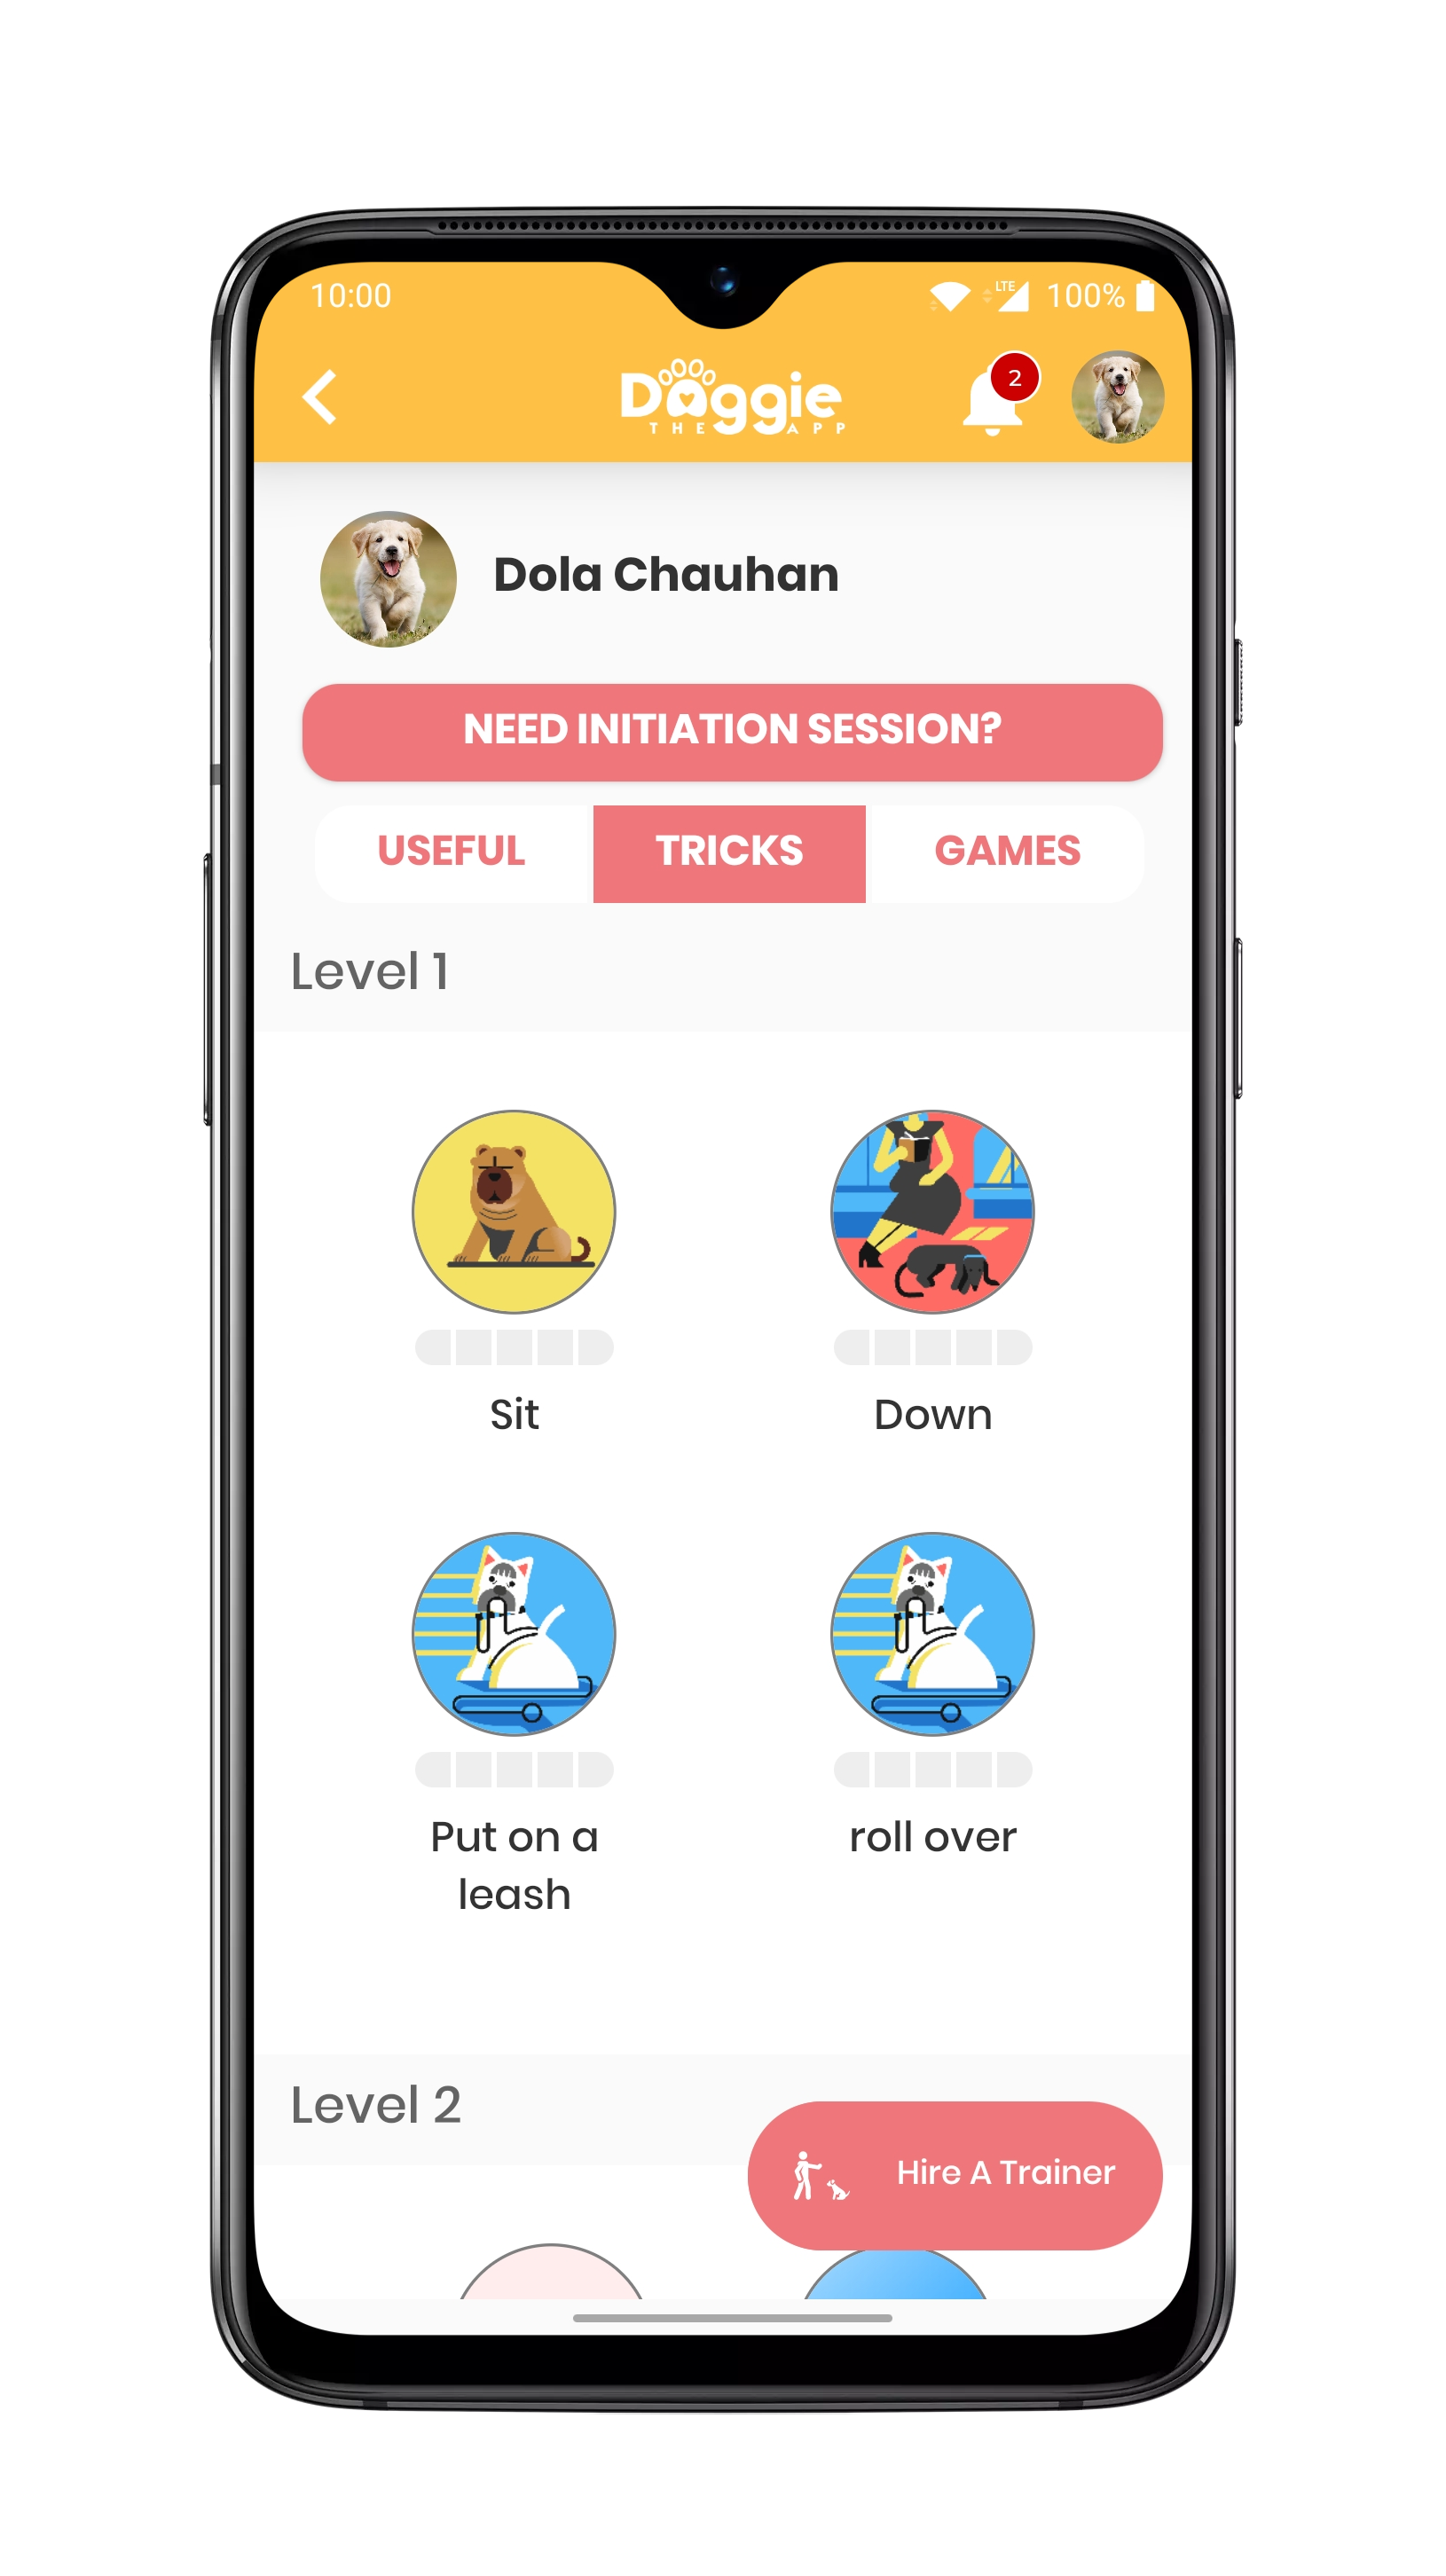 10:00
LTE 100%
Doggie
THE APP
2
Dola Chauhan
NEED INITIATION SESSION?
USEFUL TRICKS GAMES
Level 1
Sit Down
Put on a leash
roll over
Level 2
Hire A Trainer